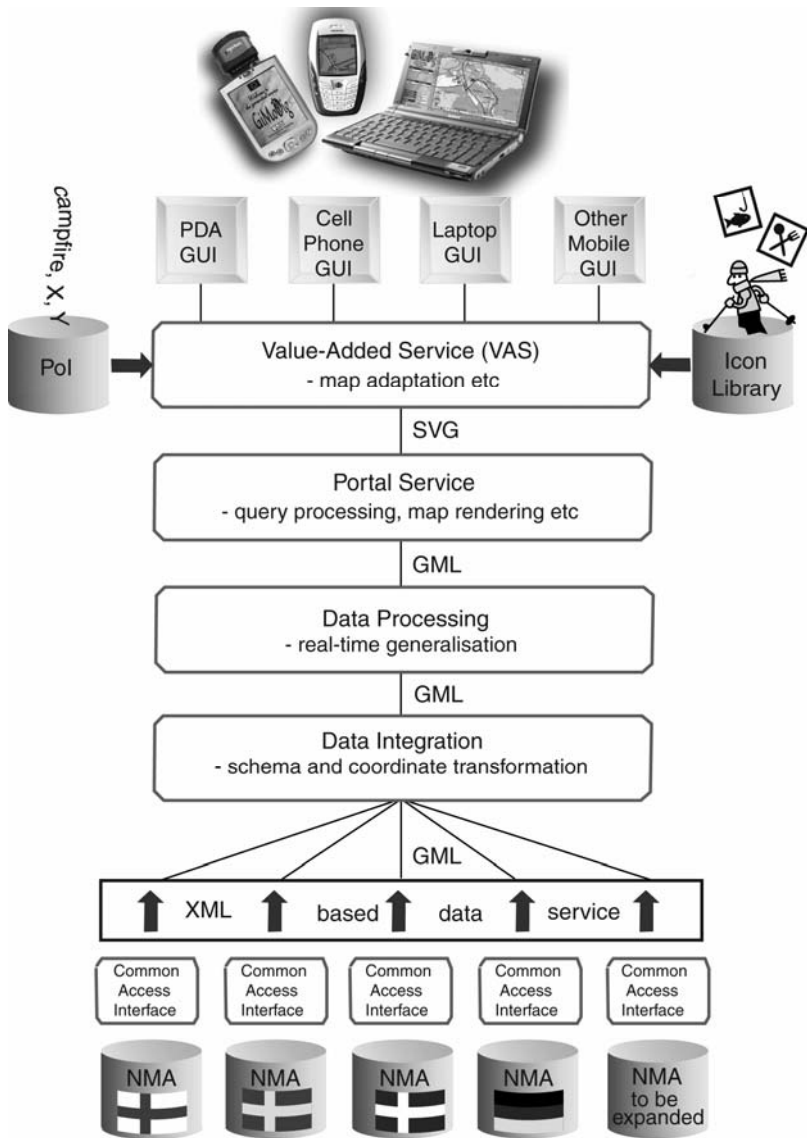 GiMoDig
campfire, X, Y
PDA
GUI
Cell
Phone
GUI
Laptop
GUI
Other
Mobile
GUI
PoI
Value-Added Service (VAS)
- map adaptation etc
Icon
Library
SVG
Portal Service
- query processing, map rendering etc
GML
Data Processing
- real-time generalisation
GML
Data Integration
- schema and coordinate transformation
GML
XML based data service
Common
Access
Interface
Common
Access
Interface
Common
Access
Interface
Common
Access
Interface
Common
Access
Interface
NMA
NMA
NMA
NMA
NMA
to be
expanded